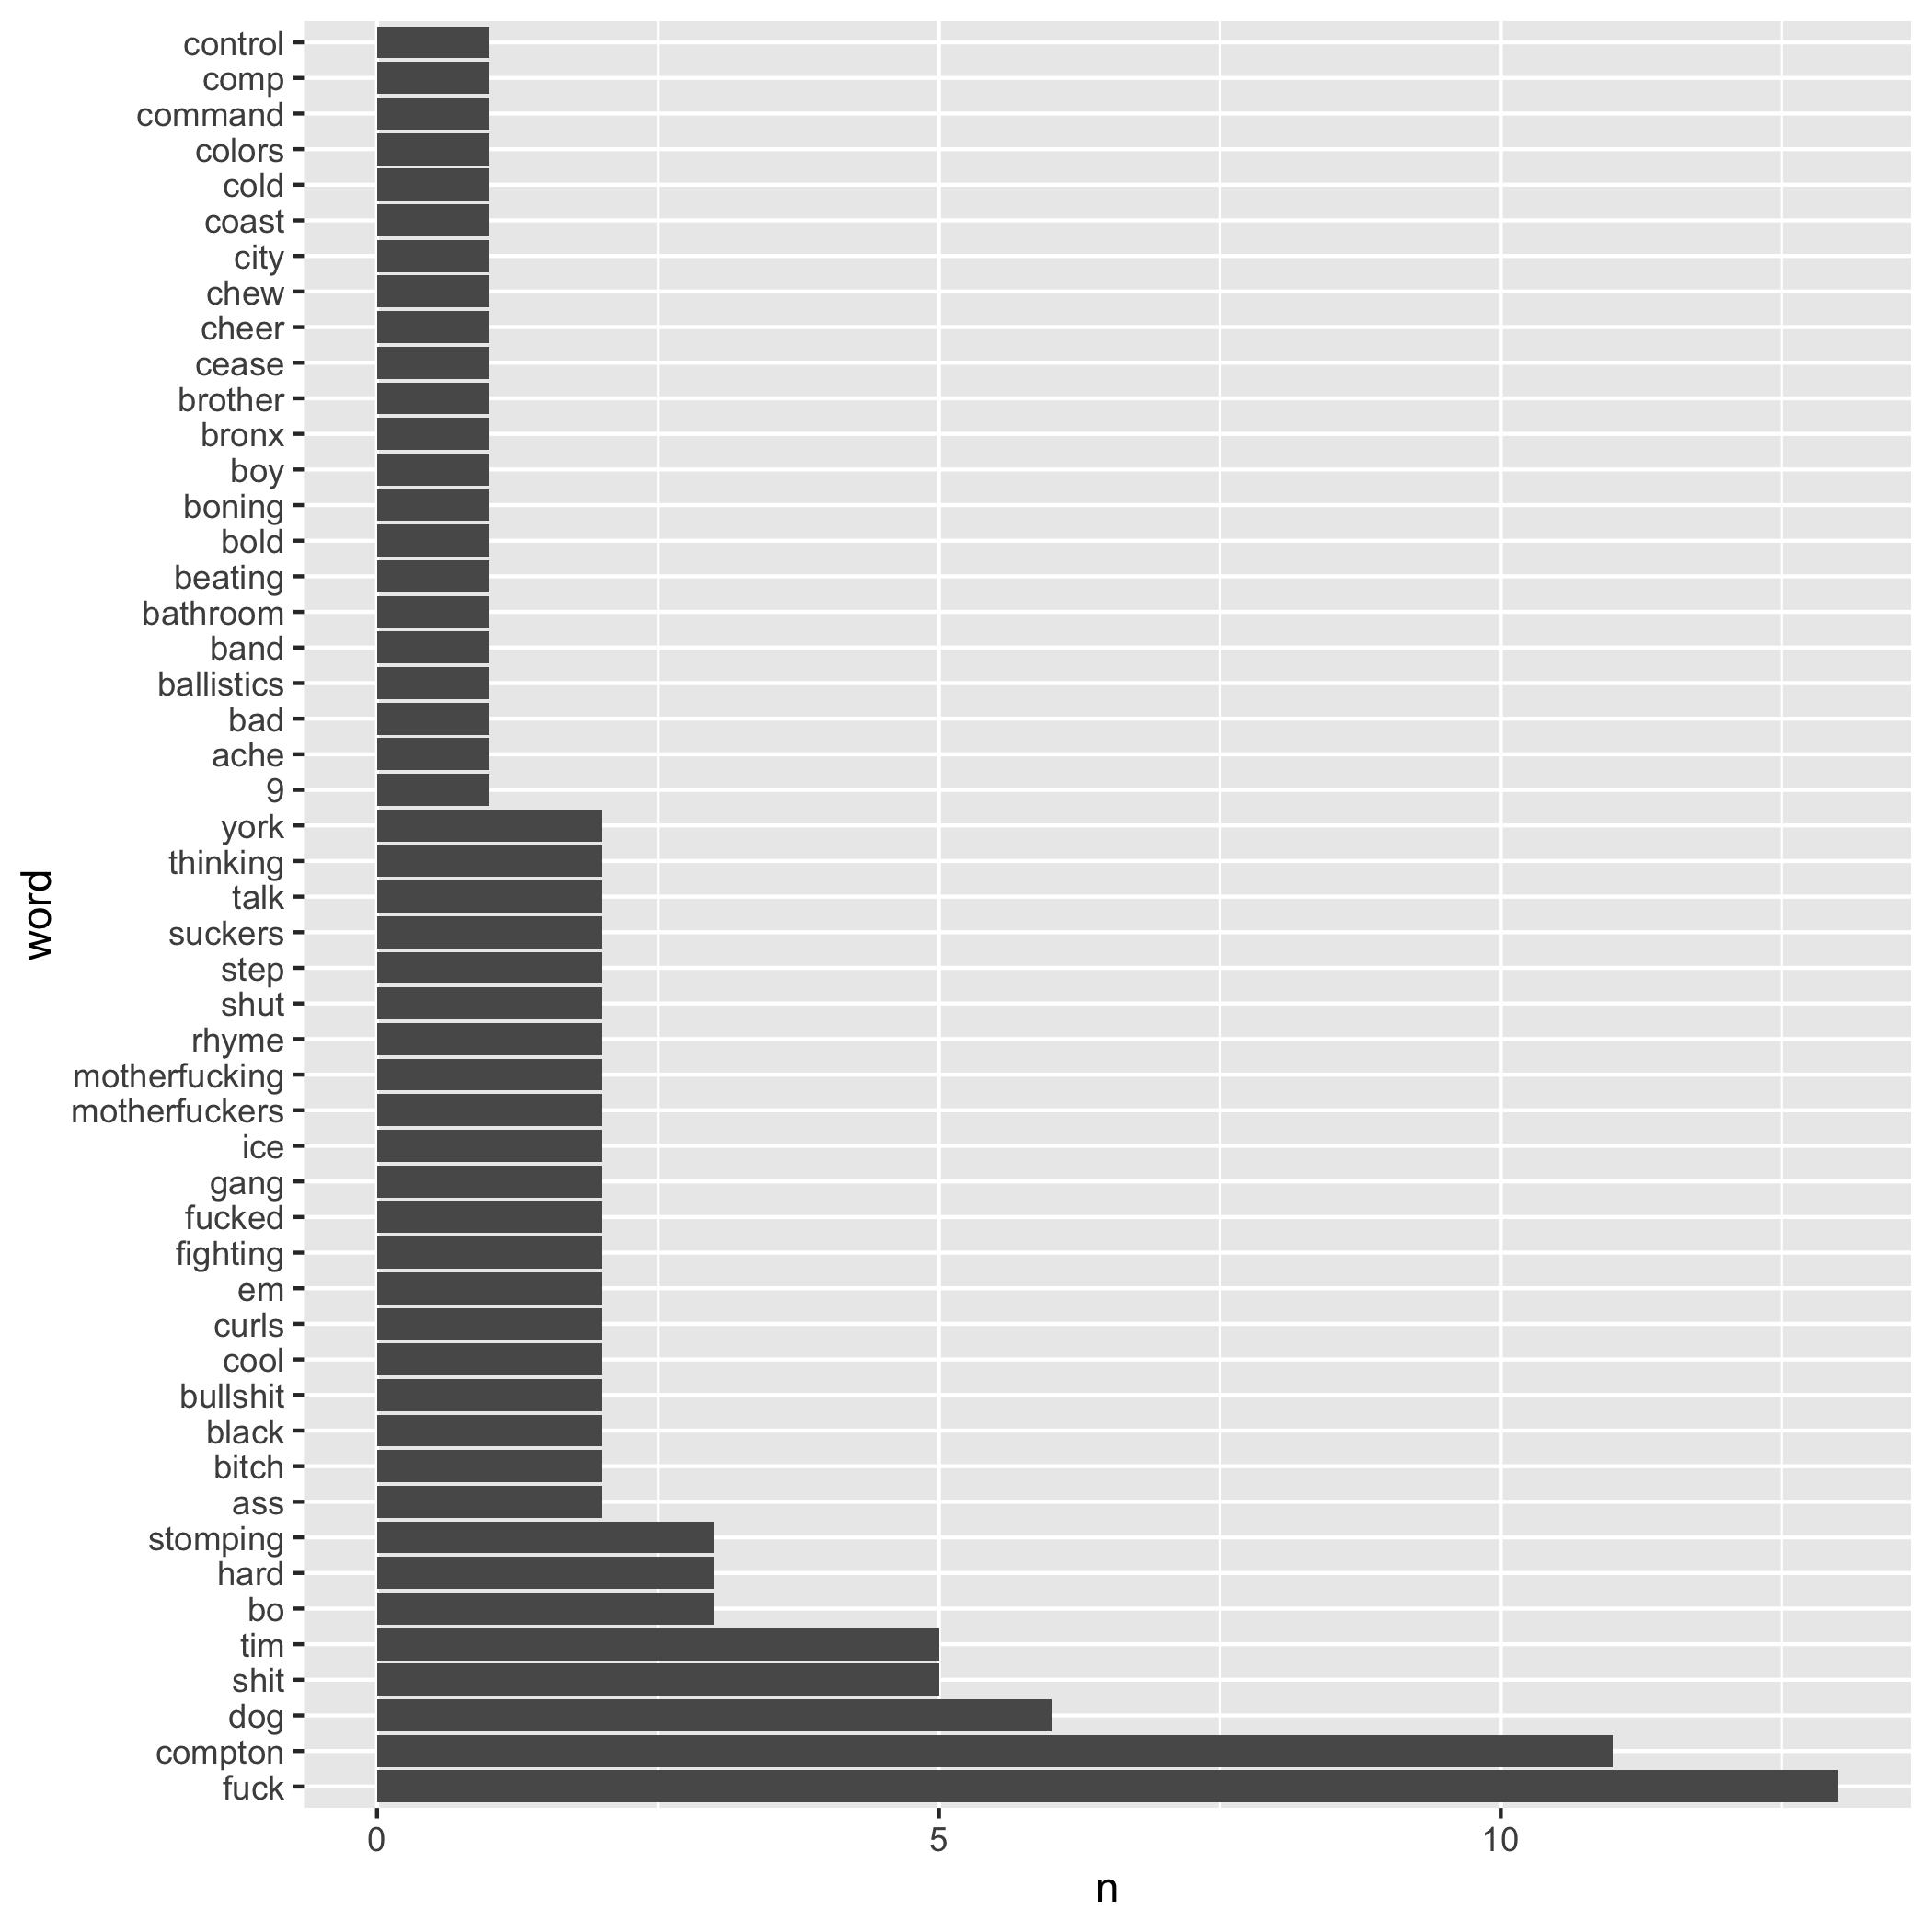 control
comp
command
colors
cold
coast
city
chew
cheer
cease
brother
bronx
boy
boning
bold
beating
bathroom
band
ballistics
bad
ache
9
york
thinking
talk
suckers
step
shut
rhyme
motherfucking
motherfuckers
ice
gang
fucked
fighting
em
curls
cool
bullshit
black
bitch
ass
stomping
hard
bo
tim
shit
dog
compton
fuck
word
0 5 10
n